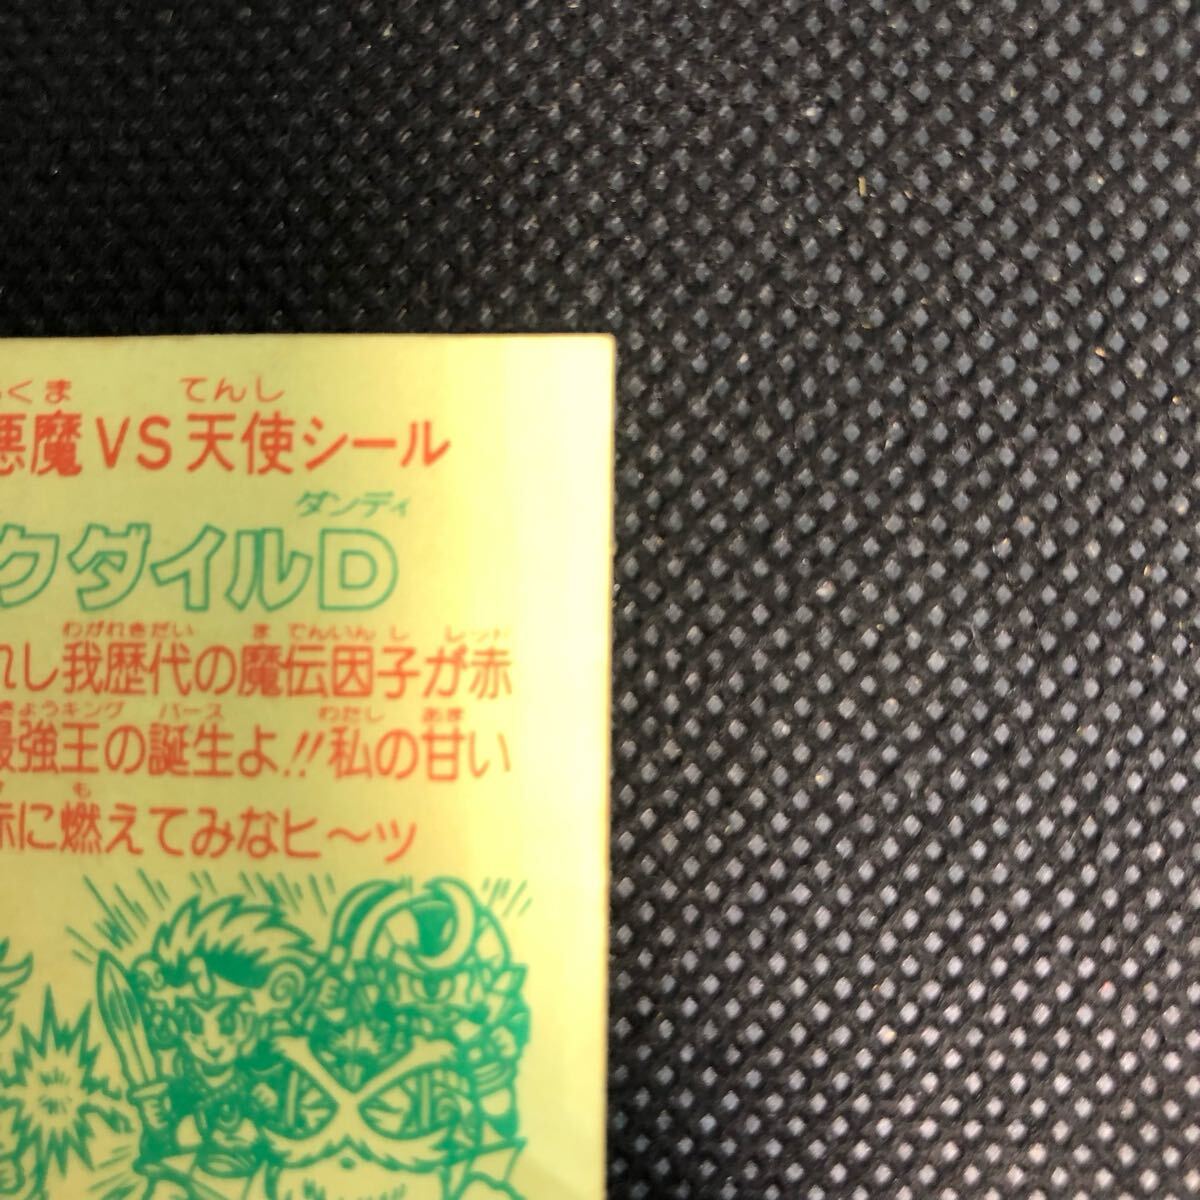 くま てんし
悪魔VS天使シール
ダンディ
クダイルD
わがれきだい ま でんいんし レッド
れし我歴代の魔伝因子が赤
きょうキング バース わたし あま
最強王の誕生よ!!私の甘い
も
に燃えてみなヒ〜ッ